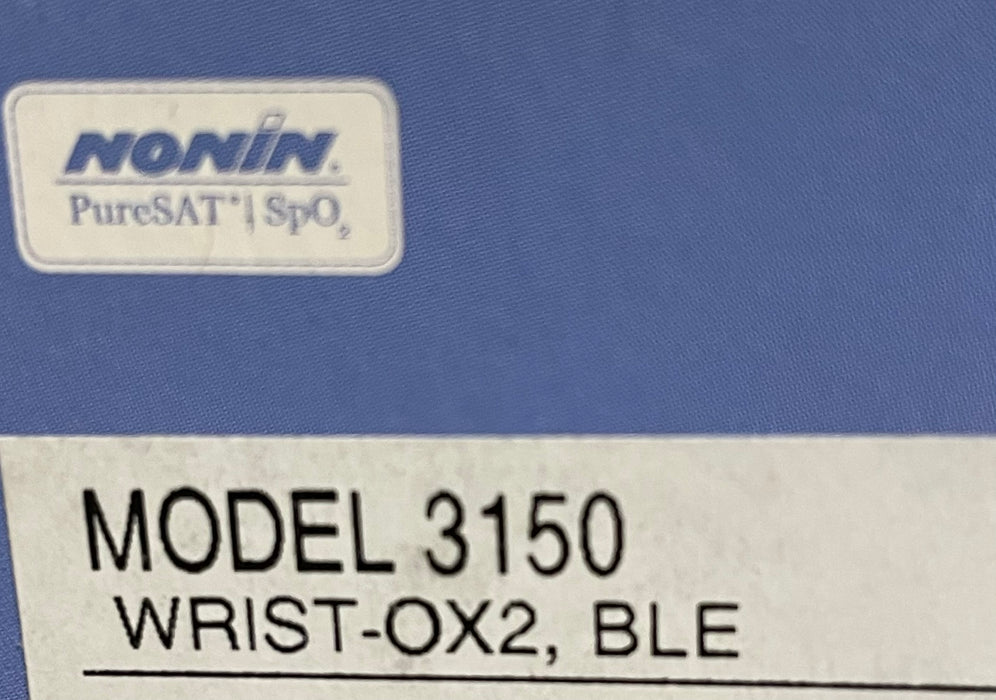 NONIN.
PureSAT® | SpO₂
MODEL 3150
WRIST-OX2, BLE